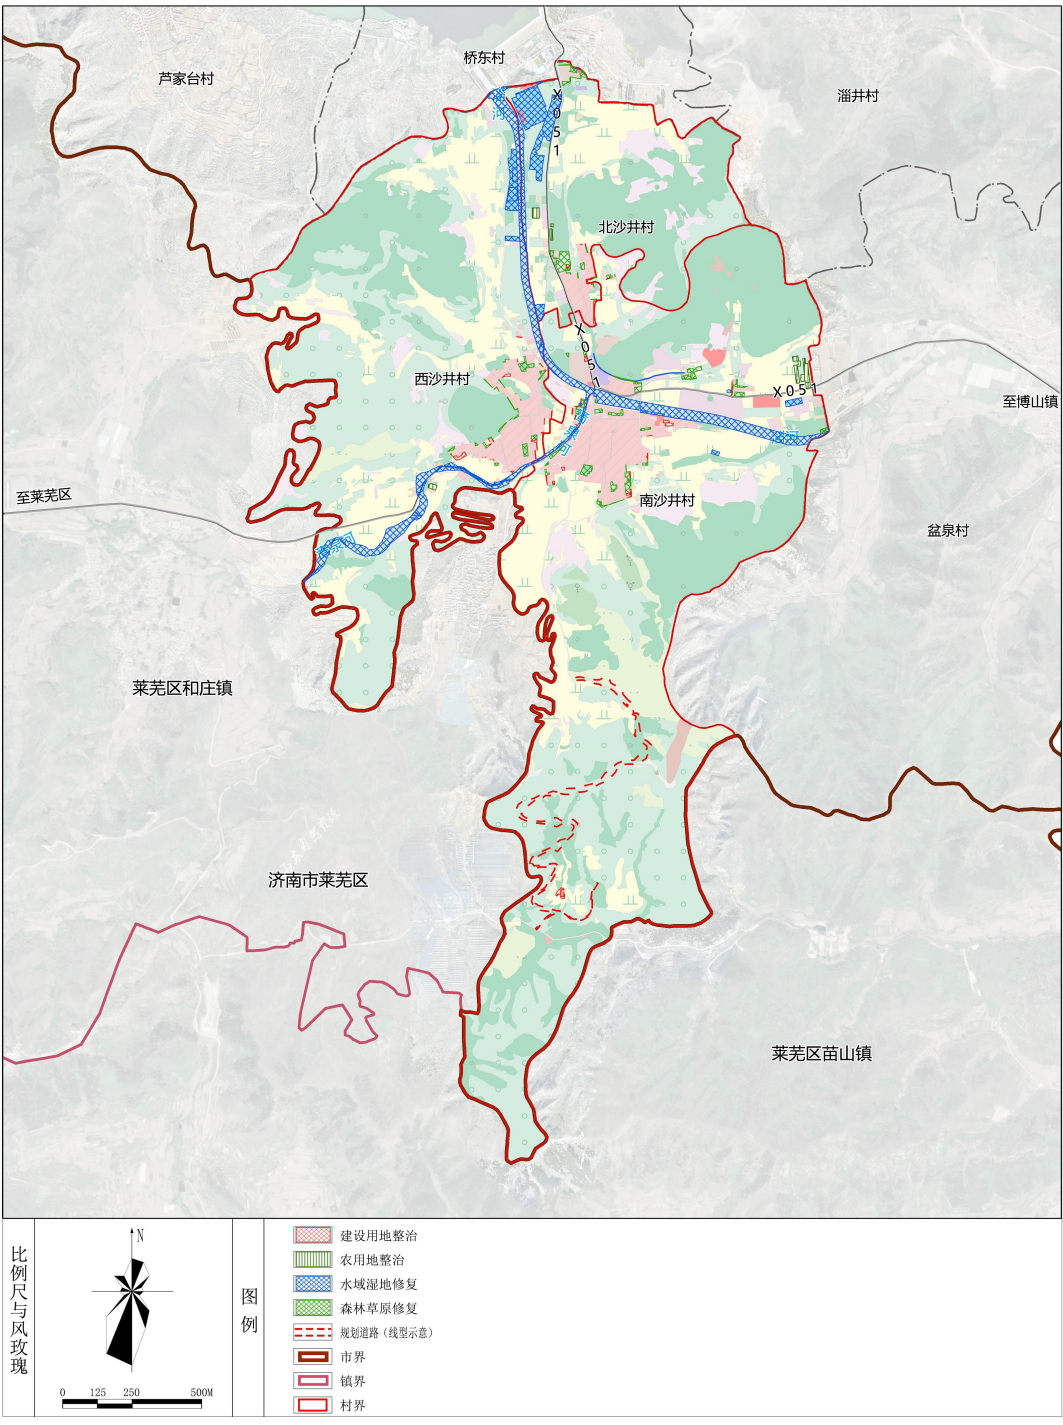 桥东村
芦家台村
淄井村
X051
河
北沙井村
X051
西沙井村
X051
至博山镇
淄河
南沙井村
至莱芜区
盆泉村
莱芜区和庄镇
济南市莱芜区
莱芜区苗山镇
比例尺与风玫瑰
N
0 125 250 500M
图例
建设用地整治
农用地整治
水域湿地修复
森林草原修复
规划道路（线型示意）
市界
镇界
村界